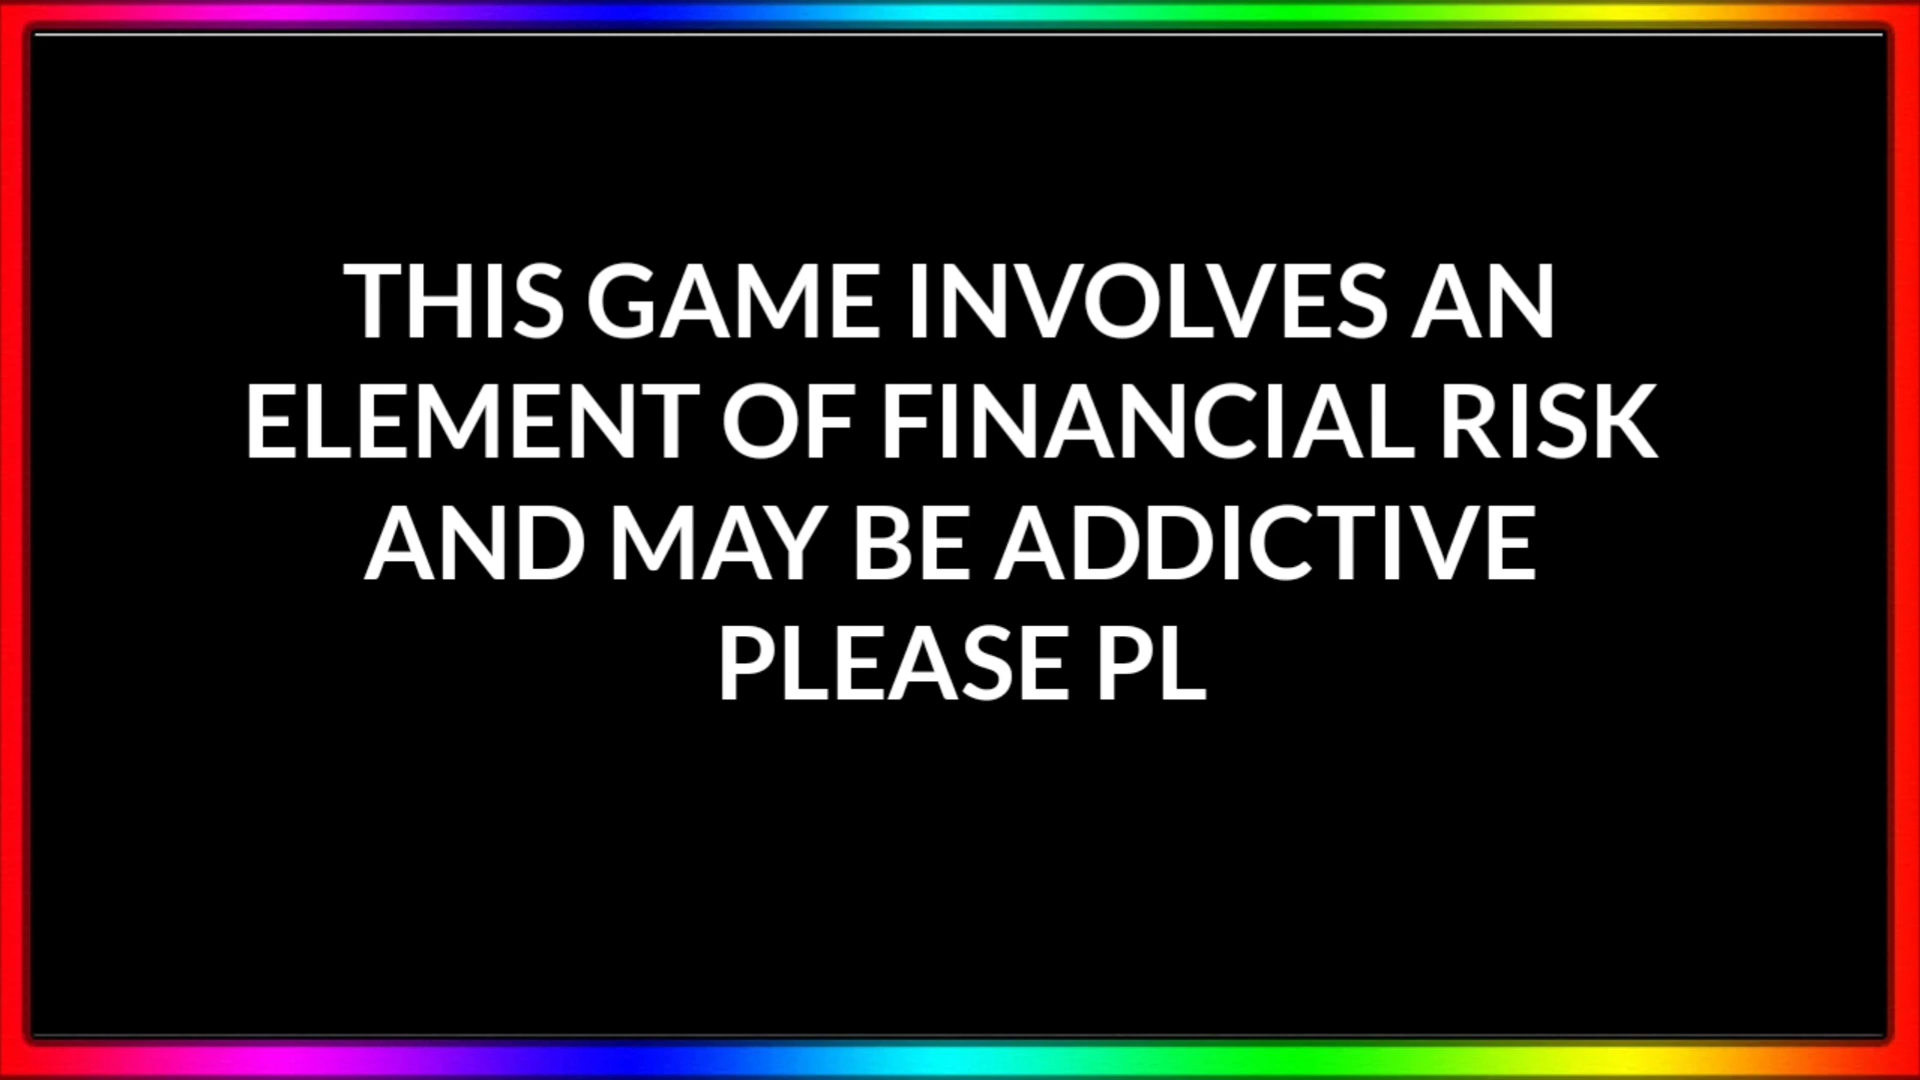 THIS GAME INVOLVES AN
ELEMENT OF FINANCIAL RISK
AND MAY BE ADDICTIVE
PLEASE PL